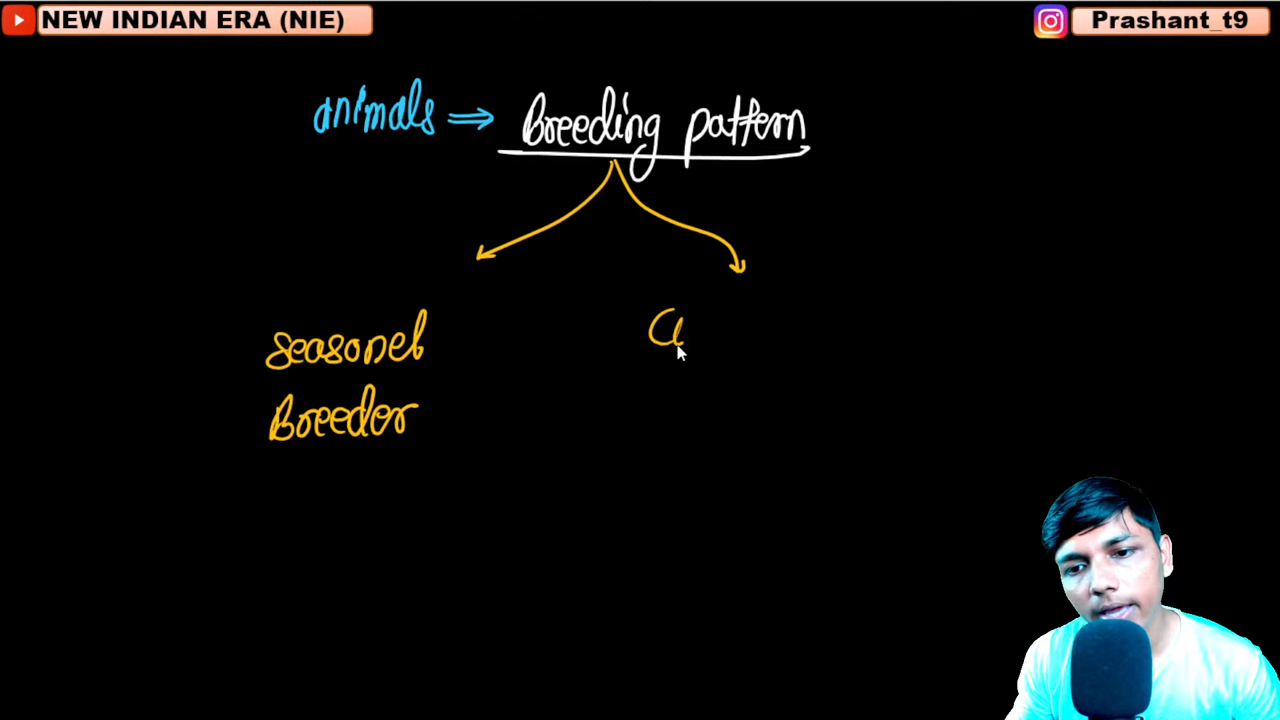 NEW INDIAN ERA (NIE)
Prashant_t9
animals ⇒ Breeding pattern
Seasonel
Breeder
C